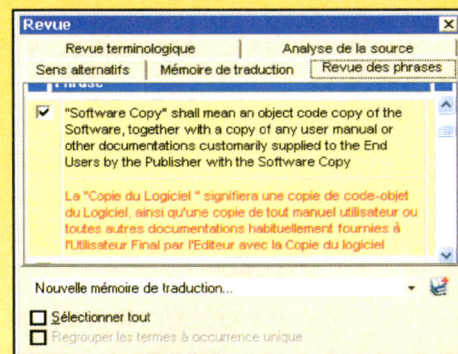 Revue
Revue terminologique
Analyse de la source
Sens alternatifs
Mémoire de traduction
Revue des phrases
Phrase
"Software Copy" shall mean an object code copy of the
Software, together with a copy of any user manual or
other documentations customarily supplied to the End
Users by the Publisher with the Software Copy
La "Copie du Logiciel " signifiera une copie de code-objet
du Logiciel, ainsi qu'une copie de tout manuel utilisateur ou
toutes autres documentations habituellement fournies à
l'Utilisateur Final par l'Editeur avec la Copie du logiciel
Nouvelle mémoire de traduction...
Sélectionner tout
Regrouper les termes à occurrence unique